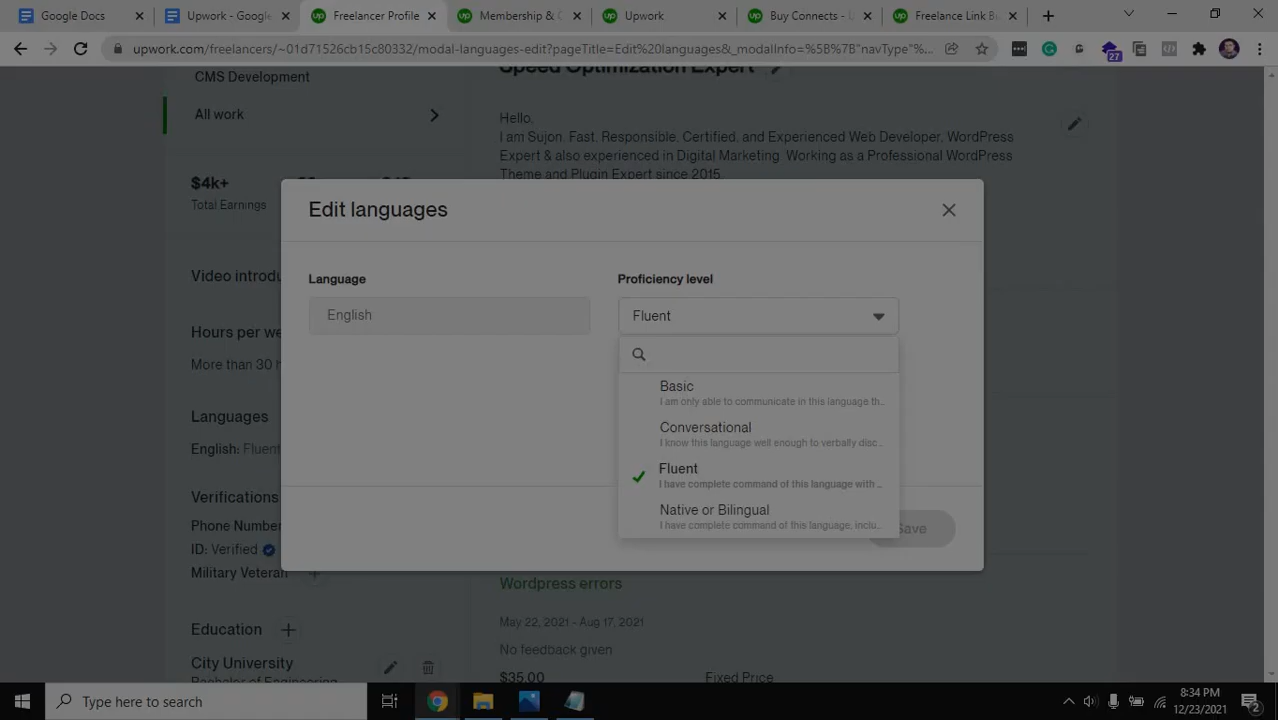 Google Docs
Upwork - Google
Freelancer Profile
Membership &
Upwork
Buy Connects -
Freelance Link
upwork.com/freelancers/~01d71526cb15c80332/modal-languages-edit?pageTitle=Edit%20languages&_modalInfo=%5B%7B"navType"%...
27
CMS Development
Speed Optimization Expert
All work
Hello,
I am Sujon. Fast, Responsible, Certified, and Experienced Web Developer, WordPress
Expert & also experienced in Digital Marketing. Working as a Professional WordPress
Theme and Plugin Expert since 2015.
$4k+
Total Earnings
Edit languages
Video introdu
Language
Proficiency level
English
Fluent
Hours per we
More than 30 h
Basic
I am only able to communicate in this language th...
Languages
Conversational
I know this language well enough to verbally disc...
English: Fluent
Fluent
I have complete command of this language with ...
Verifications
Native or Bilingual
I have complete command of this language, inclu...
Phone Number
Save
ID: Verified
Military Veteran
Wordpress errors
May 22, 2021 - Aug 17, 2021
Education
No feedback given
City University
Bachelor of Engineering
$35.00
Fixed Price
Type here to search
8:34 PM
12/23/2021
2